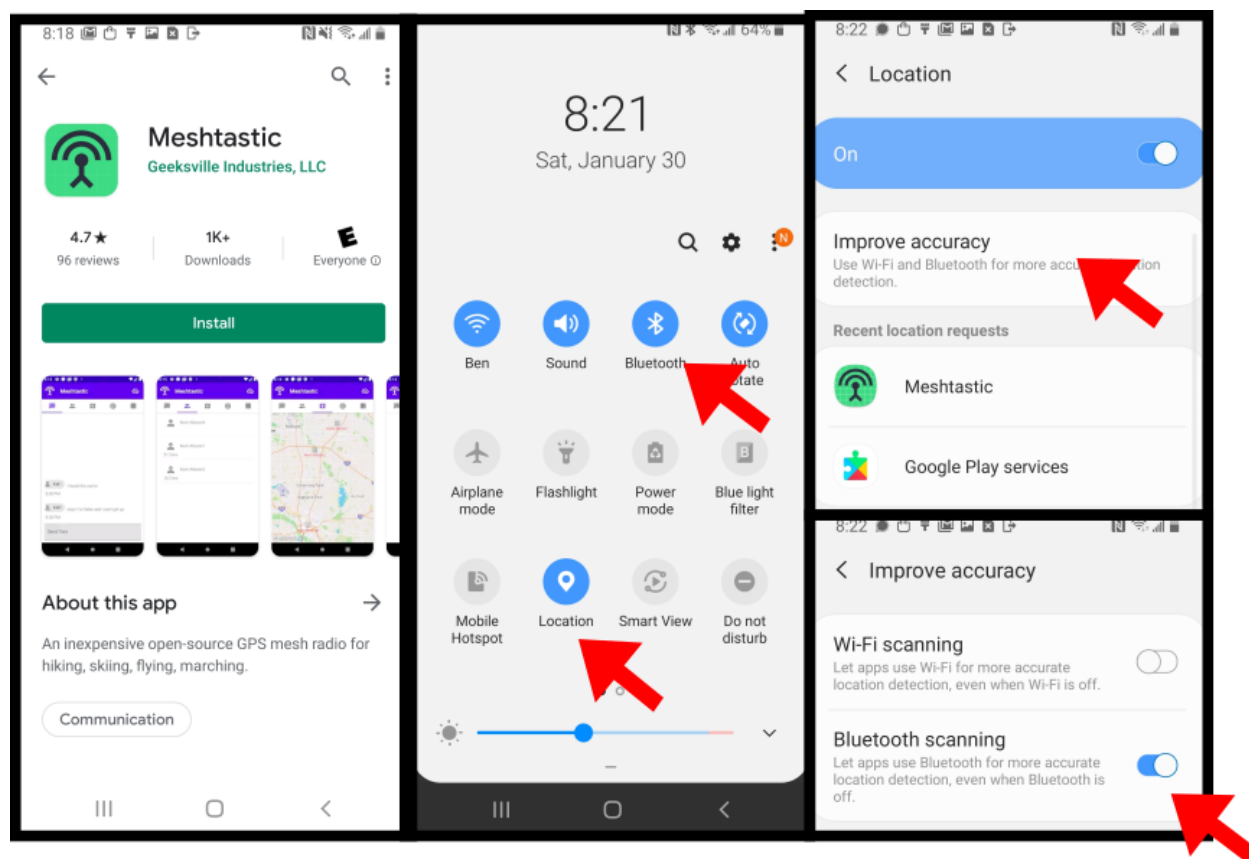 8:18
Meshtastic
Geeksville Industries, LLC
4.7★
96 reviews
1K+
Downloads
E
Everyone
Install
Meshtastic
Meshtastic
Meshtastic
About this app
An inexpensive open-source GPS mesh radio for
hiking, skiing, flying, marching.
Communication
64%
8:21
Sat, January 30
N
Ben
Sound
Bluetooth
Auto
Airplane
mode
Flashlight
Power
mode
B
Blue light
filter
Mobile
Hotspot
Location
Smart View
Do not
disturb
8:22
Location
On
Improve accuracy
Use Wi-Fi and Bluetooth for more
detection.
Recent location requests
Meshtastic
Google Play services
8:22
Improve accuracy
Wi-Fi scanning
Let apps use Wi-Fi for more accurate
location detection, even when Wi-Fi is off.
Bluetooth scanning
Let apps use Bluetooth for more accurate
location detection, even when Bluetooth is
off.